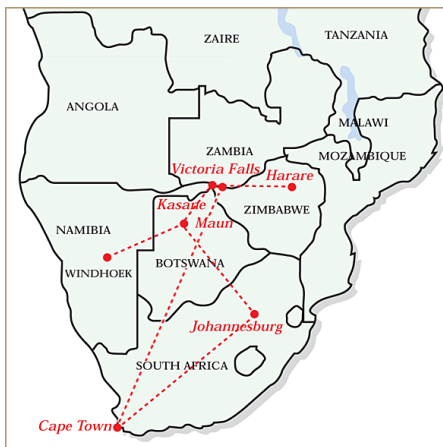 ZAIRE
TANZANIA
ANGOLA
MALAWI
ZAMBIA
MOZAMBIQUE
Victoria Falls
Harare
Kasane
ZIMBABWE
Maun
NAMIBIA
BOTSWANA
WINDHOEK
Johannesburg
SOUTH AFRICA
Cape Town